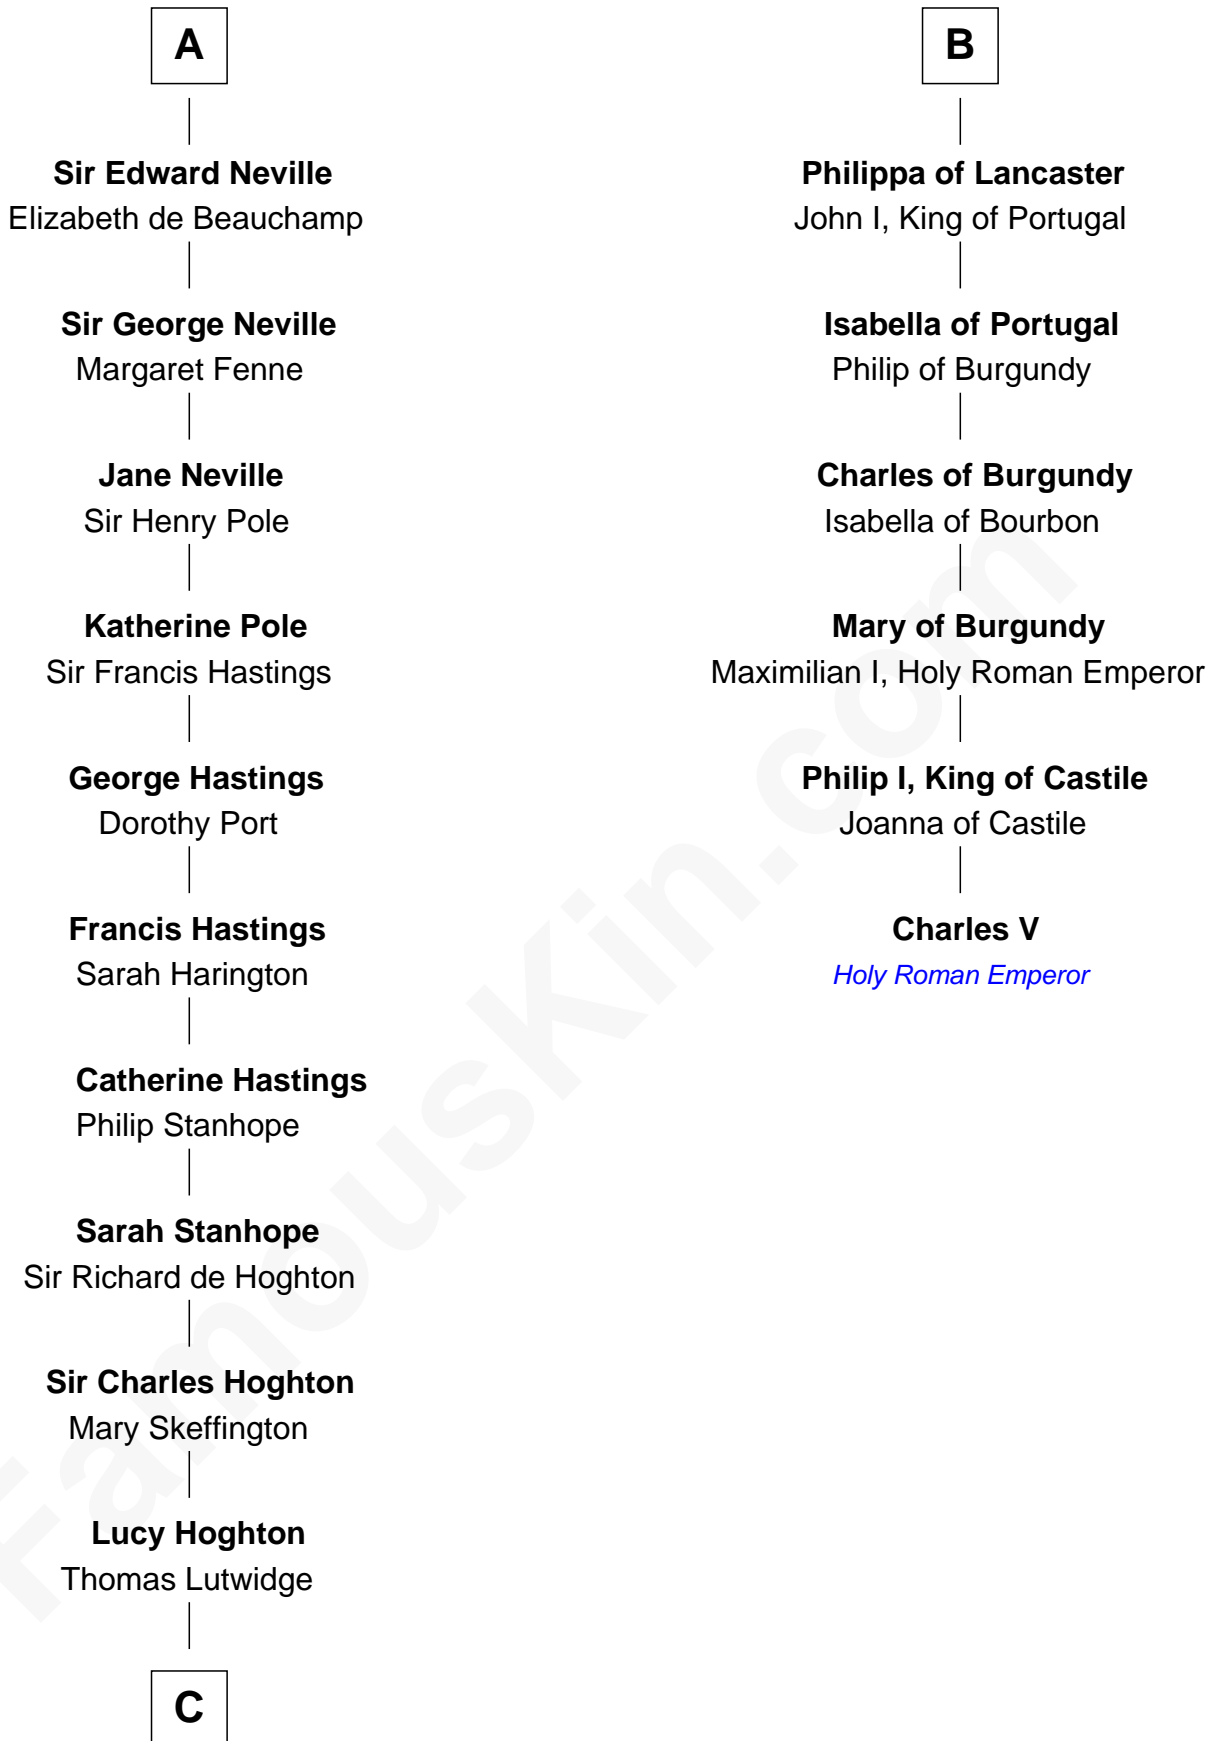 A
Sir Edward Neville
Elizabeth de Beauchamp
Sir George Neville
Margaret Fenne
Jane Neville
Sir Henry Pole
Katherine Pole
Sir Francis Hastings
George Hastings
Dorothy Port
Francis Hastings
Sarah Harington
Catherine Hastings
Philip Stanhope
Sarah Stanhope
Sir Richard de Hoghton
Sir Charles Hoghton
Mary Skeffington
Lucy Hoghton
Thomas Lutwidge
C
B
Philippa of Lancaster
John I, King of Portugal
Isabella of Portugal
Philip of Burgundy
Charles of Burgundy
Isabella of Bourbon
Mary of Burgundy
Maximilian I, Holy Roman Emperor
Philip I, King of Castile
Joanna of Castile
Charles V
Holy Roman Emperor
FamousKin.com